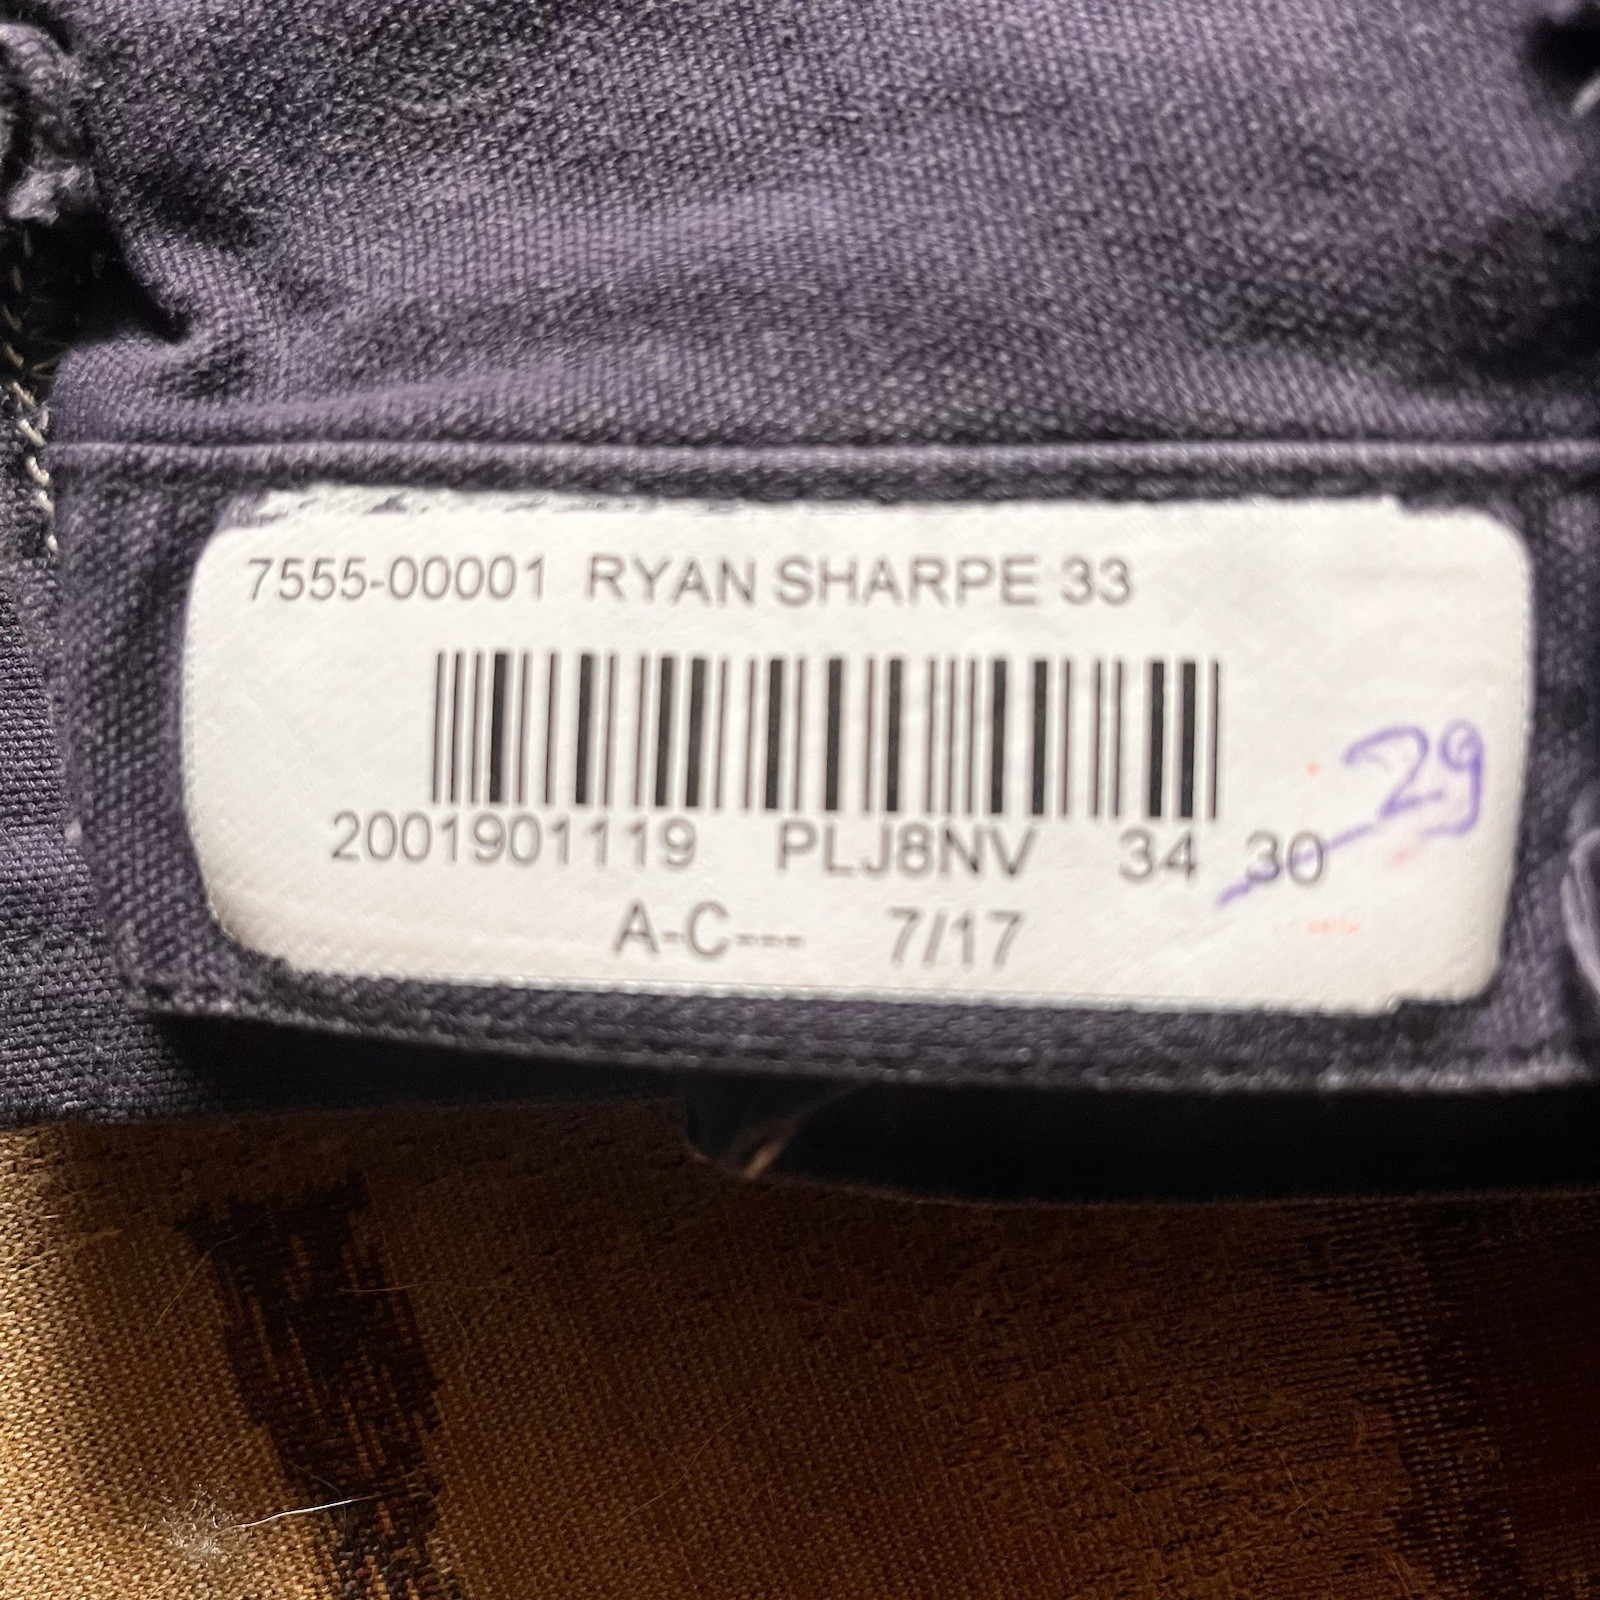 7555-00001 RYAN SHARPE 33
29
2001901119 PLJ8NV 34 30
A-C--- 7/17